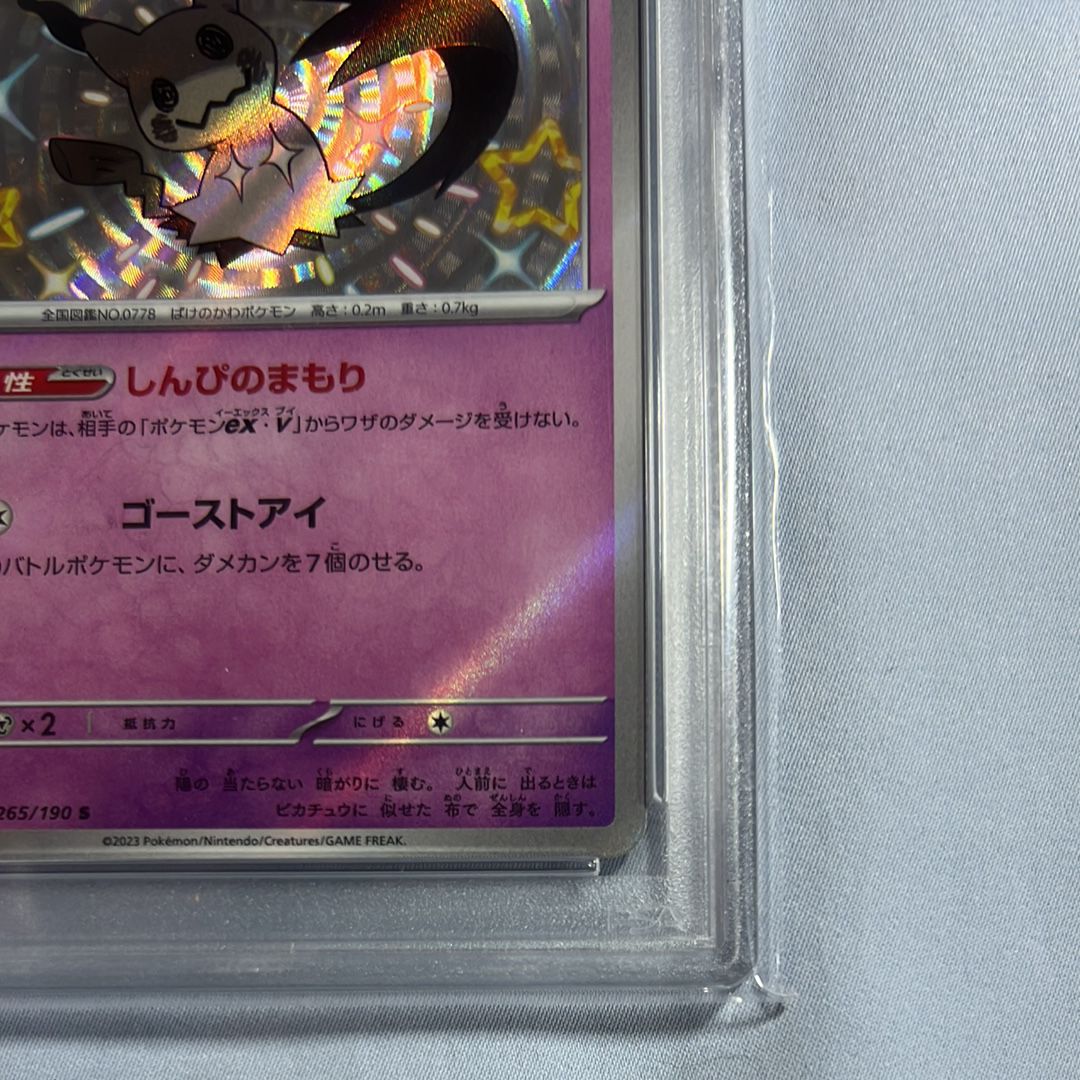 全国図鑑NO.0778 ばけのかわポケモン 高さ:0.2m 重さ:0.7kg
性 とくせい しんぴのまもり
ケモンは、相手の「ポケモンex・V」からワザのダメージを受けない。
ゴーストアイ
バトルポケモンに、ダメカンを7個のせる。
×2 抵抗力 にげる
陽の 当たらない 暗がりに 棲む。 人前に 出るときは
ピカチュウに 似せた 布で 全身を 隠す。
265/190 S
©2023 Pokémon/Nintendo/Creatures/GAME FREAK.
PSA